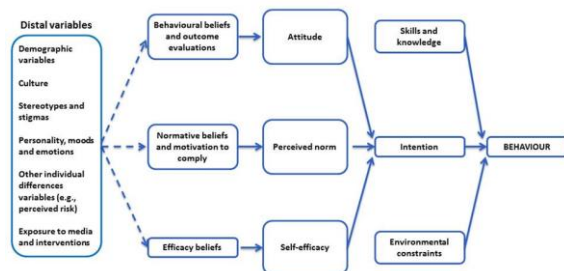 Distal variables
Demographic
variables
Culture
Stereotypes and
stigmas
Personality, moods
and emotions
Other individual
differences
variables (e.g.,
perceived risk)
Exposure to media
and interventions
Behavioural beliefs
and outcome
evaluations
Attitude
Skills and
knowledge
Normative beliefs
and motivation to
comply
Perceived norm
Intention
BEHAVIOUR
Efficacy beliefs
Self-efficacy
Environmental
constraints